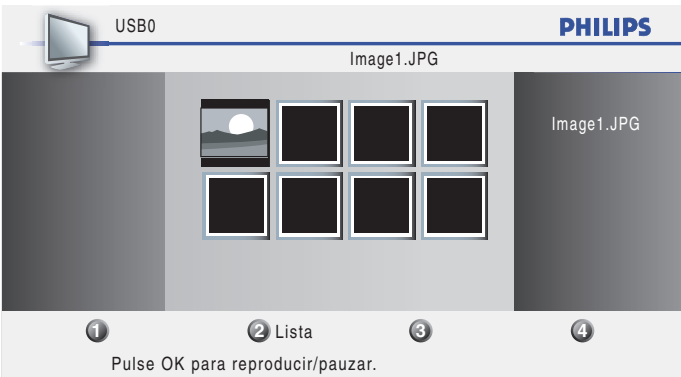 USB0
PHILIPS
Image1.JPG
Image1.JPG
1 2 Lista 3 4
Pulse OK para reproducir/pauzar.